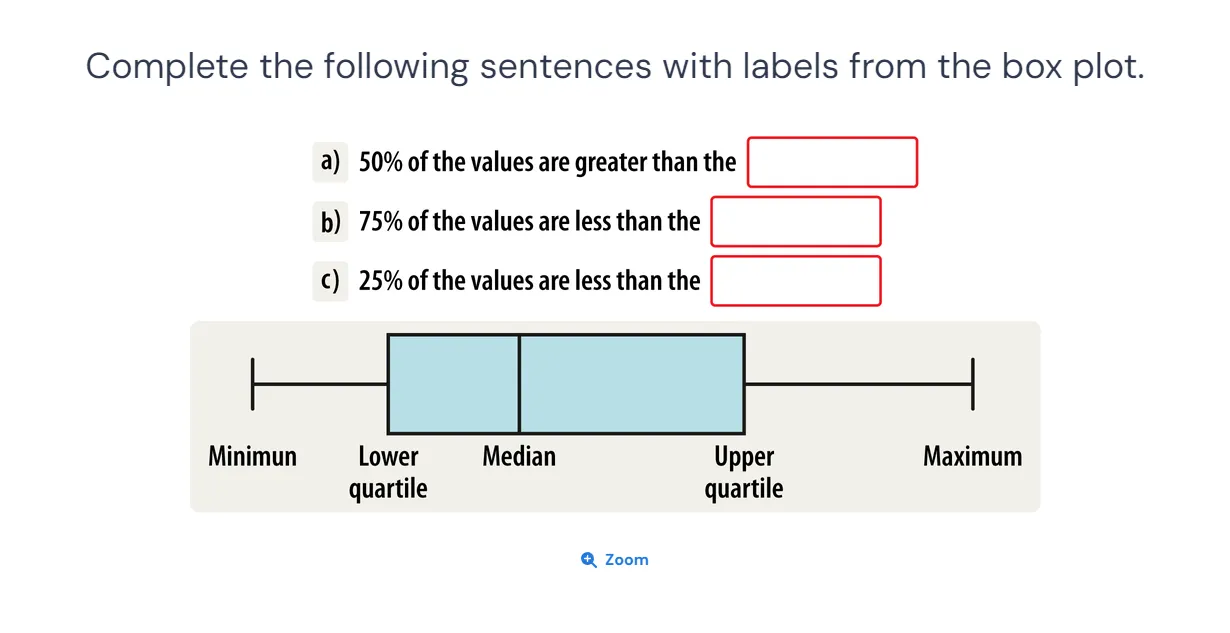 Complete the following sentences with labels from the box plot.
a) 50% of the values are greater than the
b) 75% of the values are less than the
c) 25% of the values are less than the
Minimun Lower quartile Median Upper quartile Maximum
Zoom